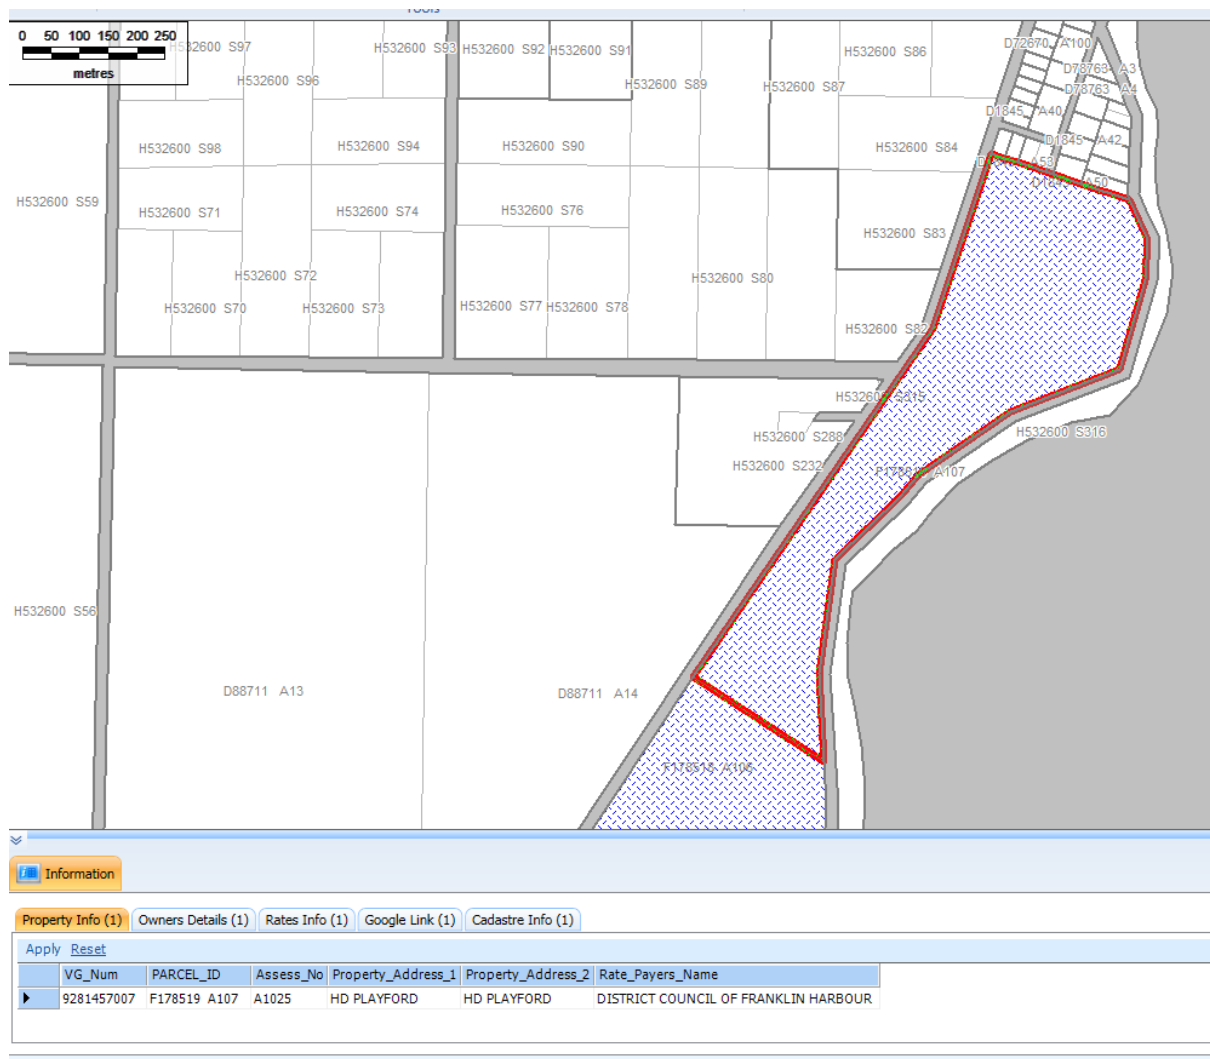 Tools
0 50 100 150 200 250
metres
S97
H532600 S93
H532600 S92
H532600 S91
H532600 S86
D72670 A100
H532600 S96
H532600 S89
H532600 S87
D78763 A3
D78763 A4
D1845 A40
H532600 S98
H532600 S94
H532600 S90
H532600 S84
D1845 A42
A53
A50
H532600 S59
H532600 S71
H532600 S74
H532600 S76
H532600 S83
H532600 S72
H532600 S80
H532600 S70
H532600 S73
H532600 S77
H532600 S78
H532600 S82
H532600 S315
H532600 S288
H532600 S316
H532600 S232
A107
H532600 S56
D88711 A13
D88711 A14
F178518 A106
Information
Property Info (1) Owners Details (1) Rates Info (1) Google Link (1) Cadastre Info (1)
Apply Reset
VG_Num PARCEL_ID Assess_No Property_Address_1 Property_Address_2 Rate_Payers_Name
9281457007 F178519 A107 A1025 HD PLAYFORD HD PLAYFORD DISTRICT COUNCIL OF FRANKLIN HARBOUR